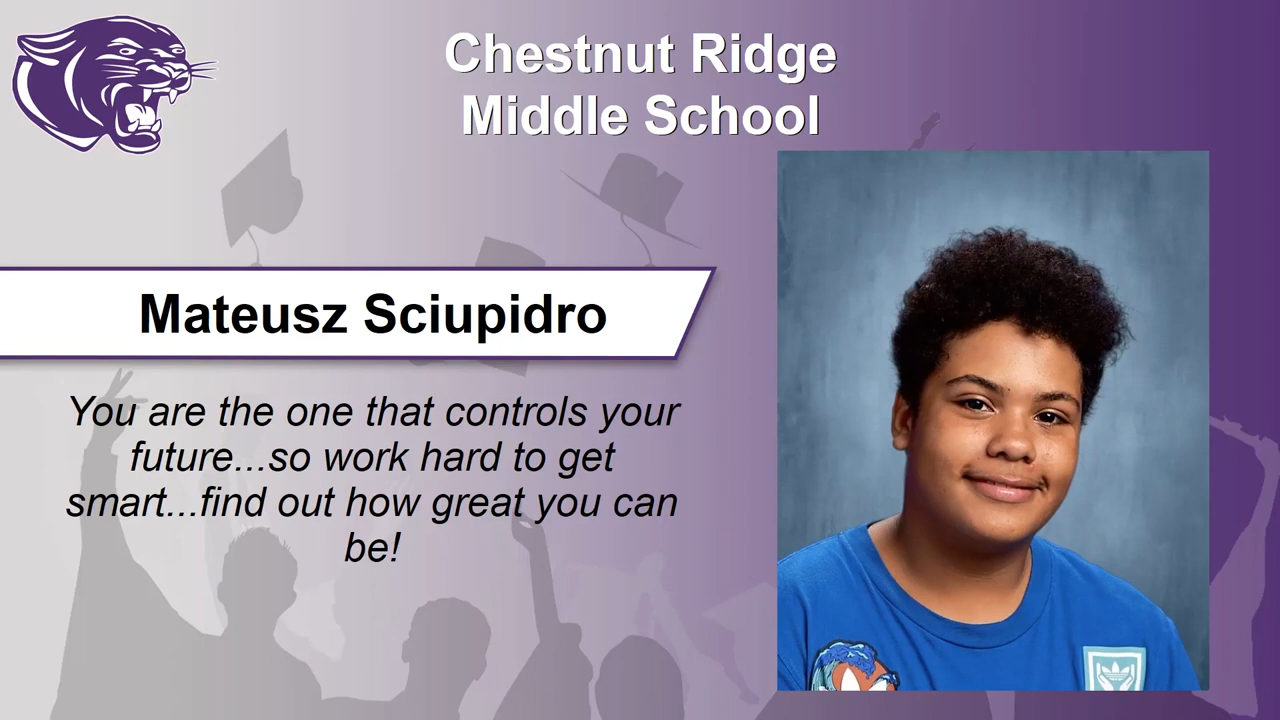 Chestnut Ridge
Middle School
Mateusz Sciupidro
You are the one that controls your
future...so work hard to get
smart...find out how great you can
be!